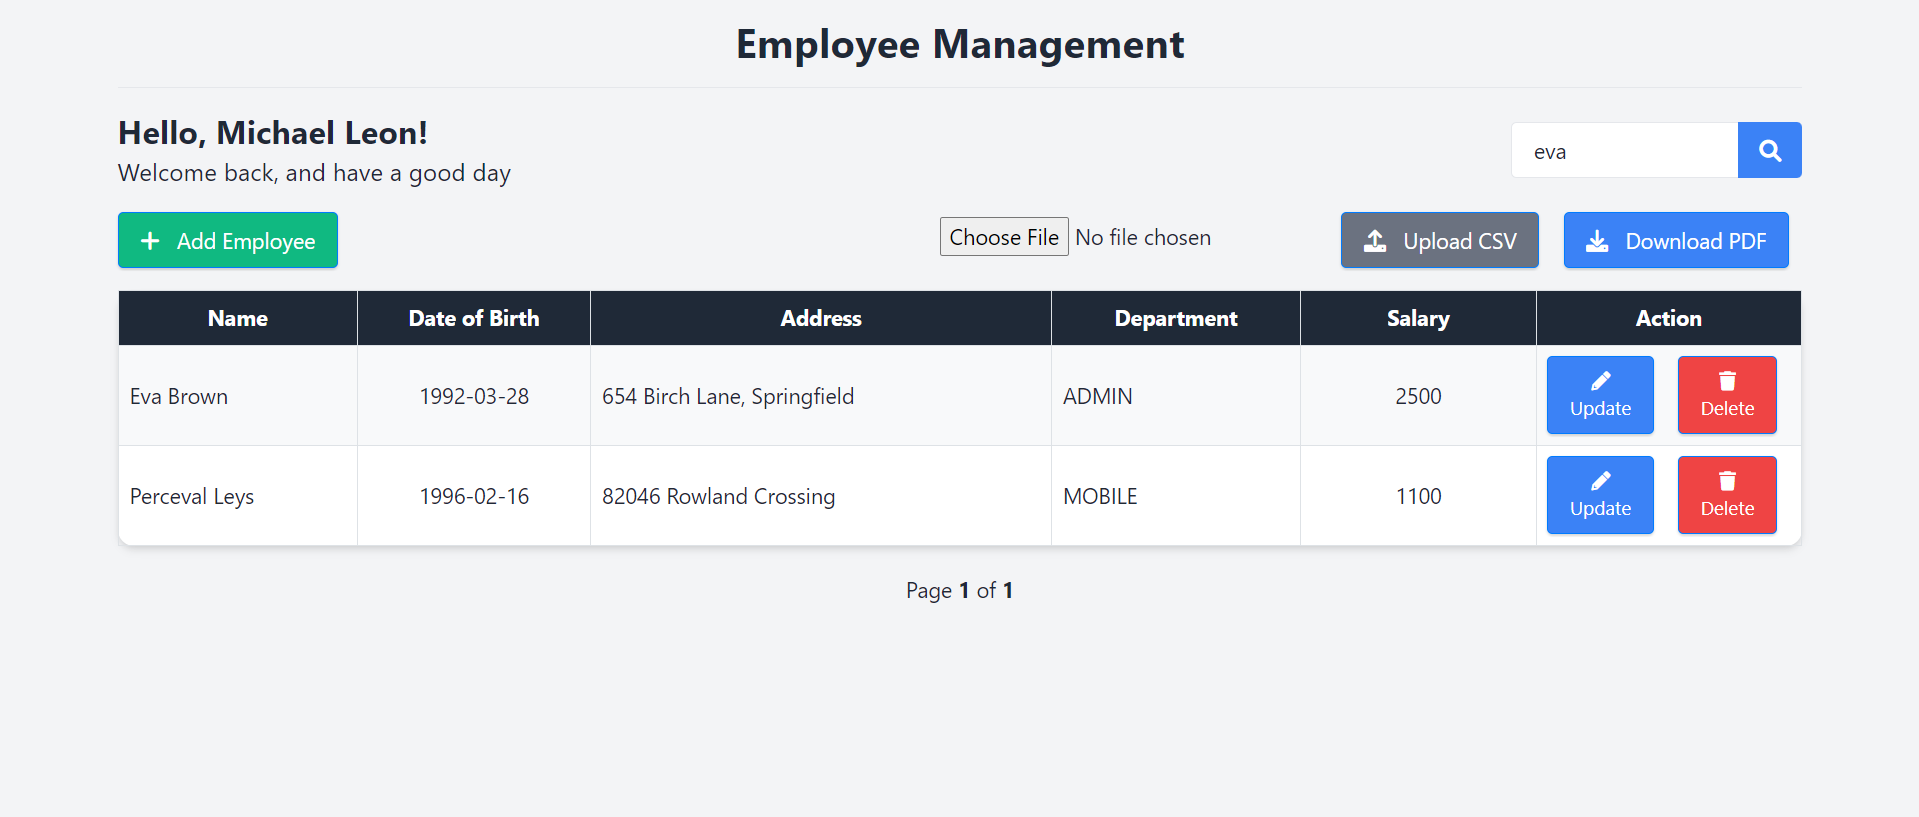 Employee Management
Hello, Michael Leon!
Welcome back, and have a good day
eva
Add Employee
Choose File No file chosen
Upload CSV
Download PDF
Name Date of Birth Address Department Salary Action
Eva Brown 1992-03-28 654 Birch Lane, Springfield ADMIN 2500 Update Delete
Perceval Leys 1996-02-16 82046 Rowland Crossing MOBILE 1100 Update Delete
Page 1 of 1